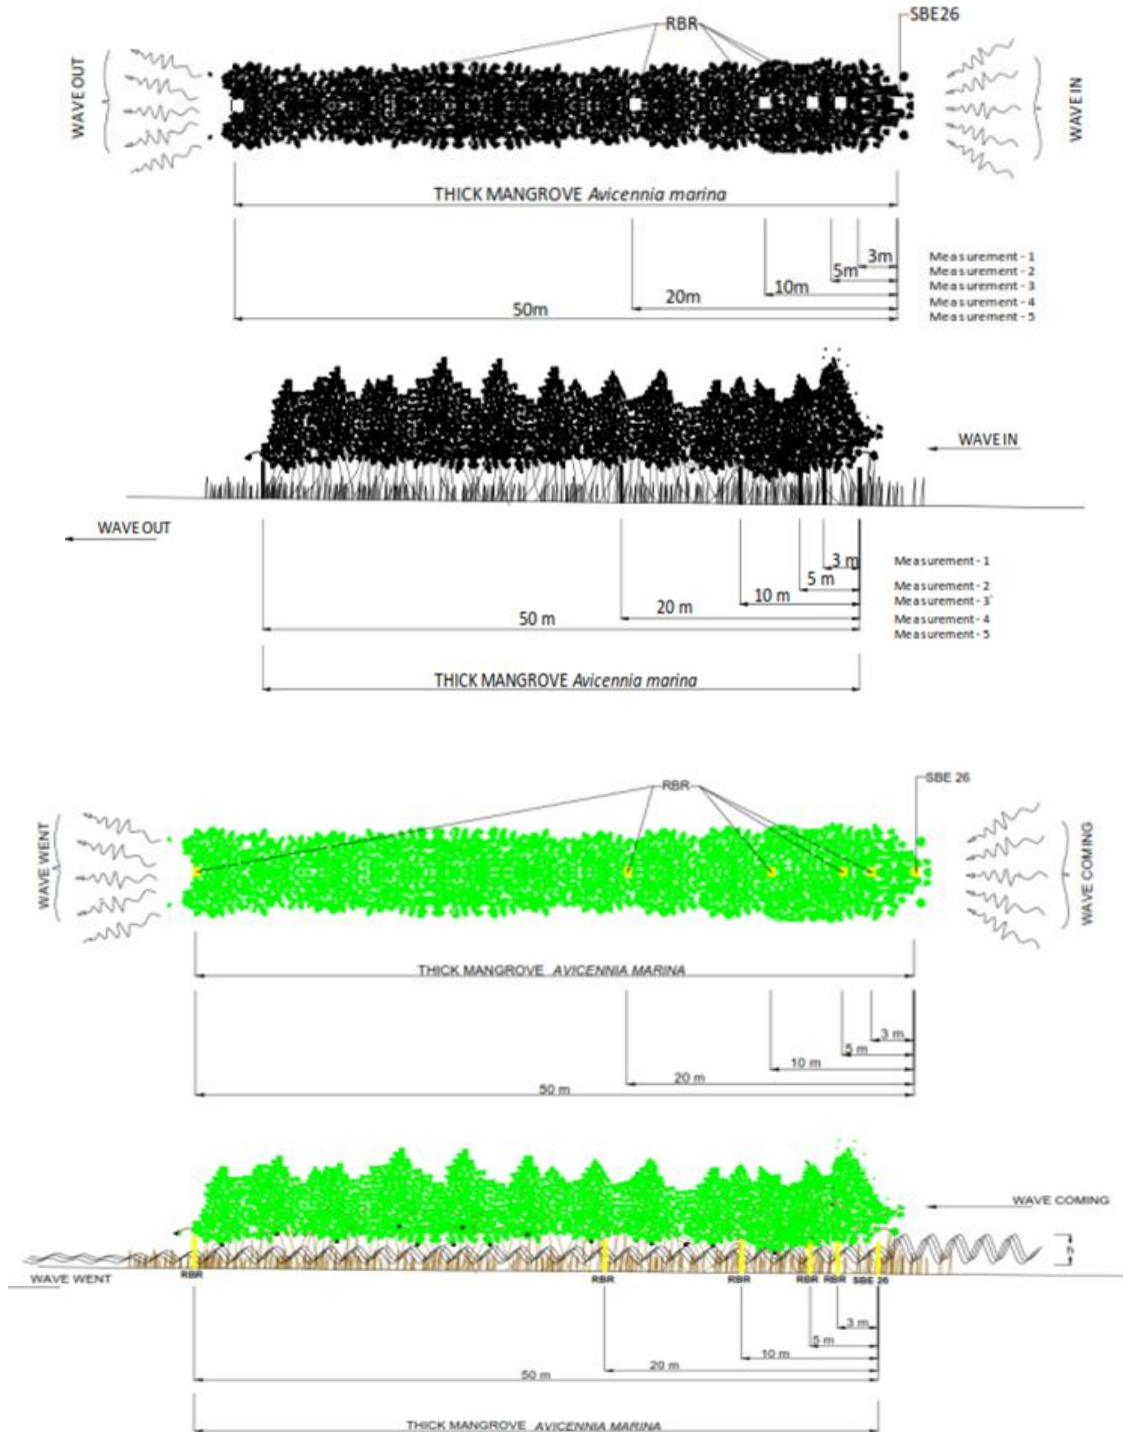 SBE26
RBR
WAVE OUT
WAVE IN
THICK MANGROVE Avicennia marina
3m
5m
10m
20m
50m
Measurement - 1
Measurement - 2
Measurement - 3
Measurement - 4
Measurement - 5
WAVE IN
WAVE OUT
3 m
5 m
10 m
20 m
50 m
Measurement - 1
Measurement - 2
Measurement - 3`
Measurement - 4
Measurement - 5
THICK MANGROVE Avicennia marina
RBR
SBE 26
WAVE WENT
WAVE COMING
THICK MANGROVE AVICENNIA MARINA
3 m
5 m
10 m
20 m
50 m
WAVE COMING
WAVE WENT
RBR
RBR
RBR
RBR
RBR
SBE 26
3 m
5 m
10 m
20 m
50 m
THICK MANGROVE AVICENNIA MARINA